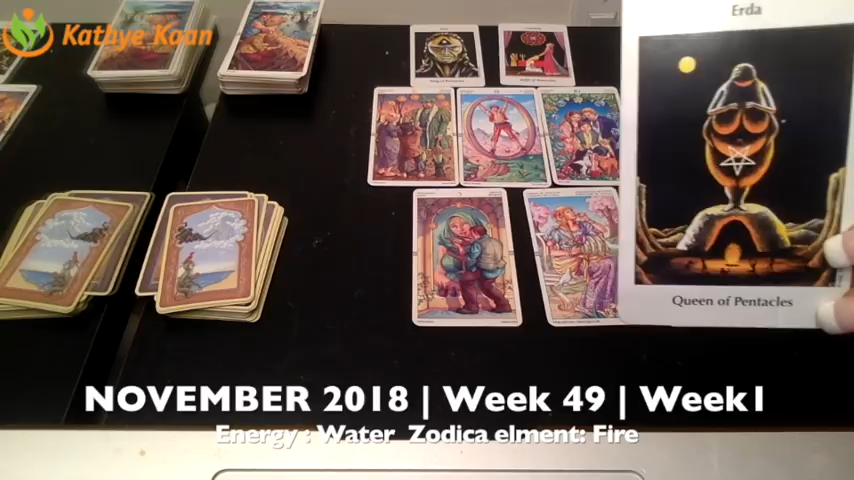 Kathye Koan
Erda
Queen of Pentacles
NOVEMBER 2018 | Week 49 | Week1
Energy : Water Zodica elment: Fire